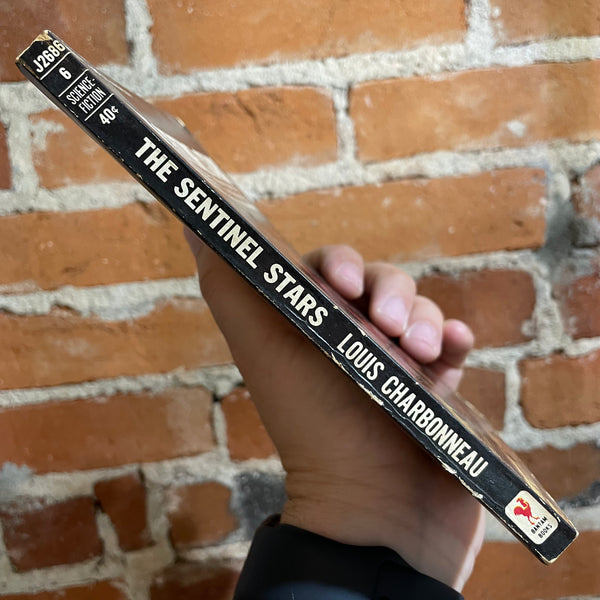 J2686
6
SCIENCE-
FICTION
40¢
THE SENTINEL STARS LOUIS CHARBONNEAU
BANTAM
BOOKS